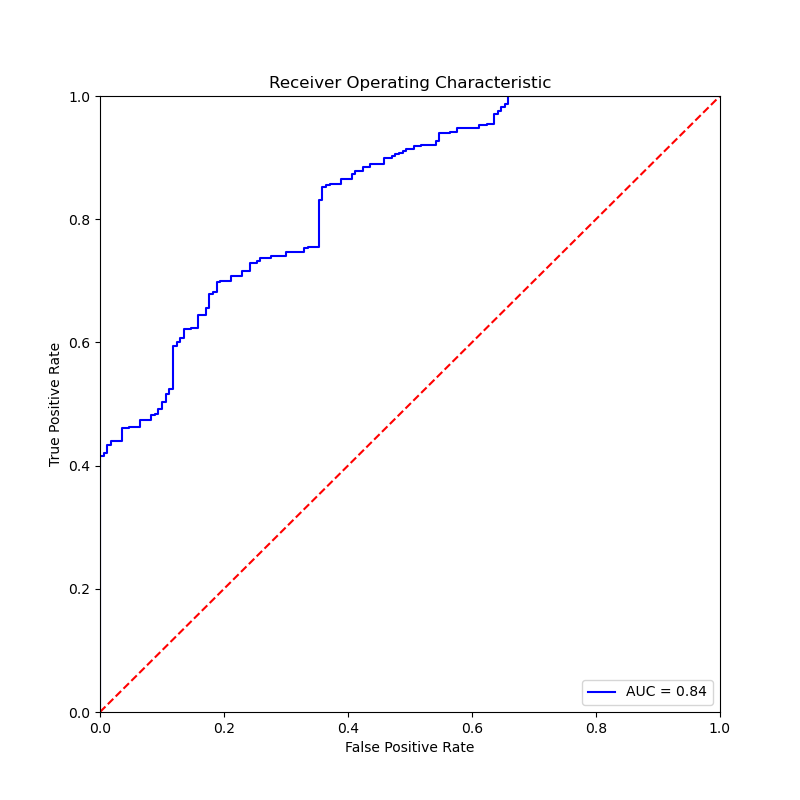 Receiver Operating Characteristic
1.0
0.8
0.6
0.4
0.2
0.0
True Positive Rate
AUC = 0.84
0.0 0.2 0.4 0.6 0.8 1.0
False Positive Rate